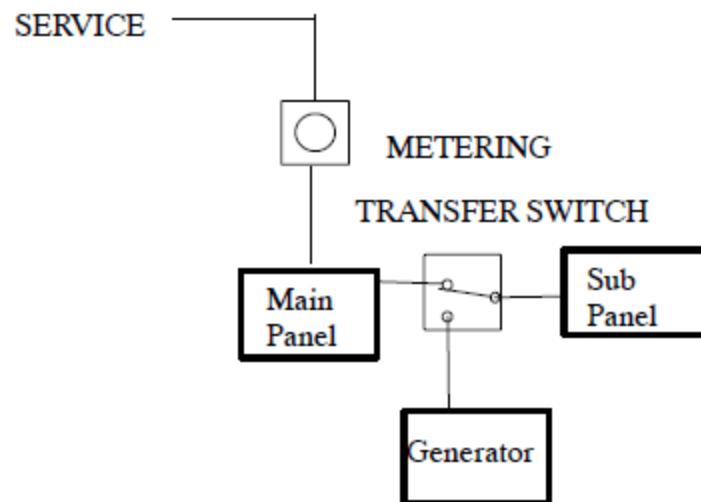 SERVICE
METERING
TRANSFER SWITCH
Main
Panel
Sub
Panel
Generator